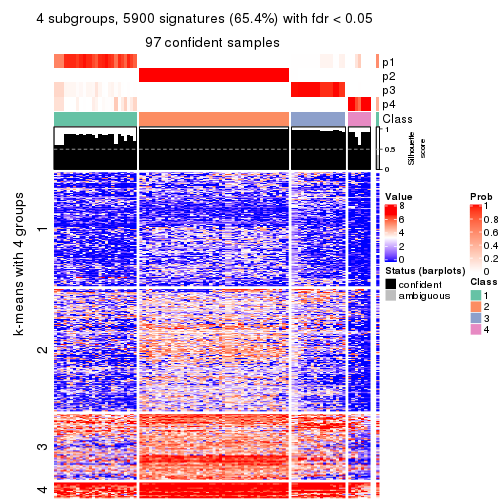 4 subgroups, 5900 signatures (65.4%) with fdr < 0.05
97 confident samples
p1
p2
p3
p4
Class
1
0.5
0
Silhouette
score
k-means with 4 groups
1
2
3
4
Value
8
6
4
2
0
Status (barplots)
confident
ambiguous
Prob
1
0.8
0.6
0.4
0.2
0
Class
1
2
3
4